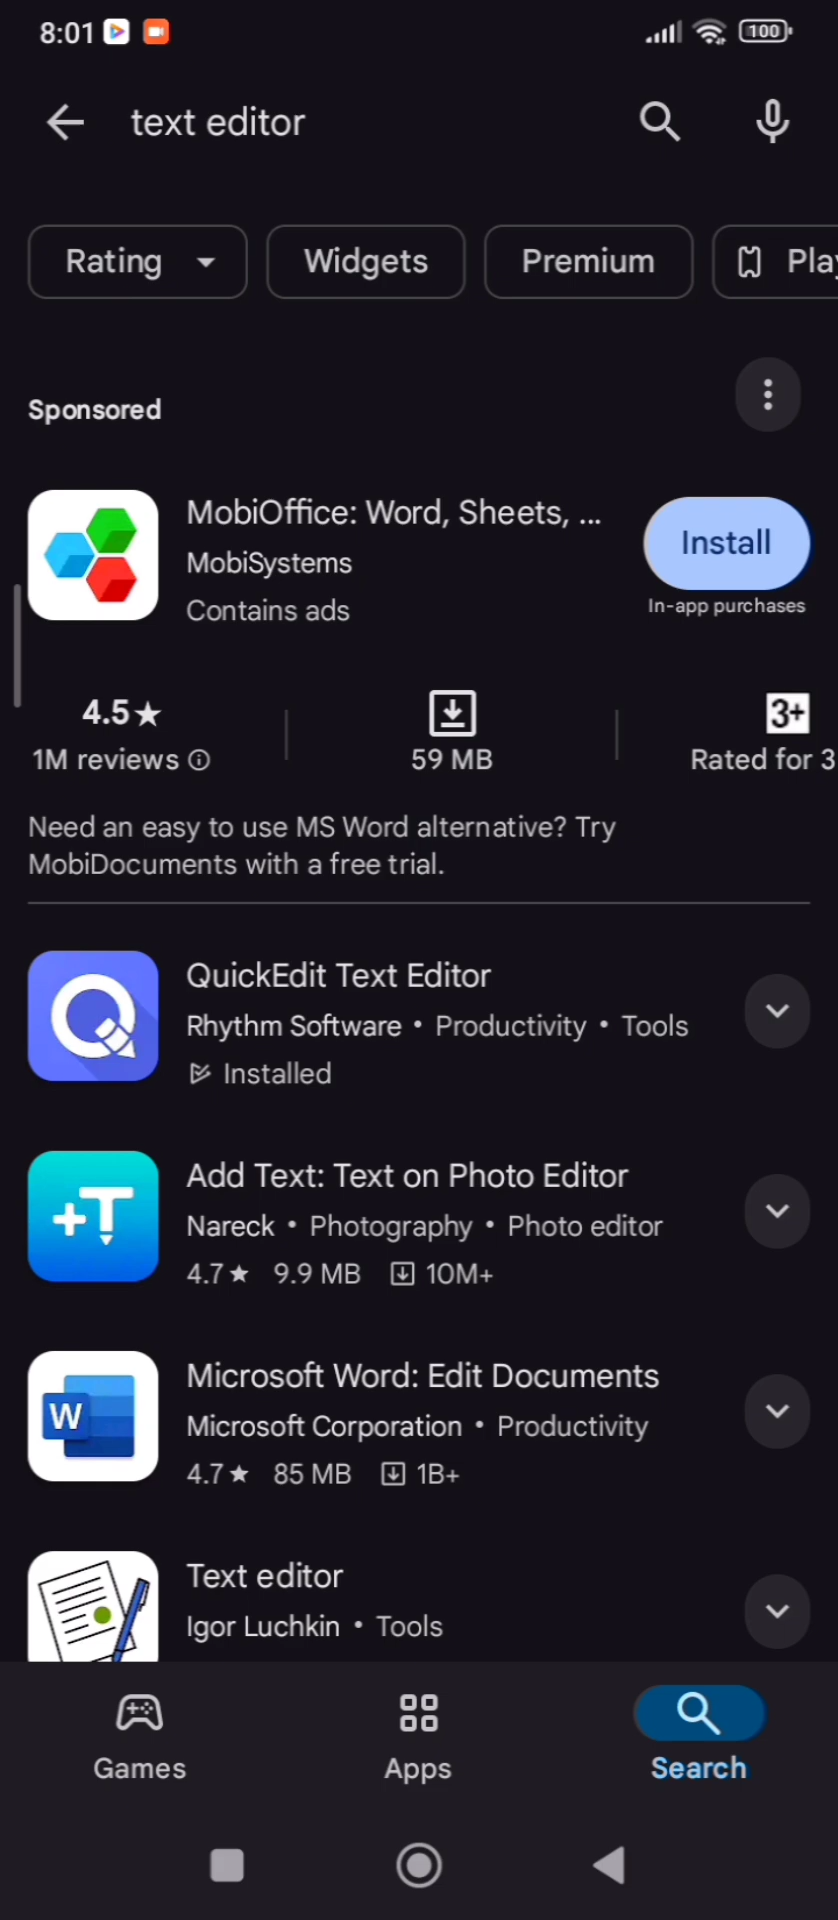 8:01
100
text editor
Rating
Widgets
Premium
Play
Sponsored
MobiOffice: Word, Sheets, ...
MobiSystems
Contains ads
Install
In-app purchases
4.5★
1M reviews
59 MB
3+
Rated for 3
Need an easy to use MS Word alternative? Try
MobiDocuments with a free trial.
QuickEdit Text Editor
Rhythm Software • Productivity • Tools
Installed
+T
Add Text: Text on Photo Editor
Nareck • Photography • Photo editor
4.7★ 9.9 MB 10M+
W
Microsoft Word: Edit Documents
Microsoft Corporation • Productivity
4.7★ 85 MB 1B+
Text editor
Igor Luchkin • Tools
Games
Apps
Search